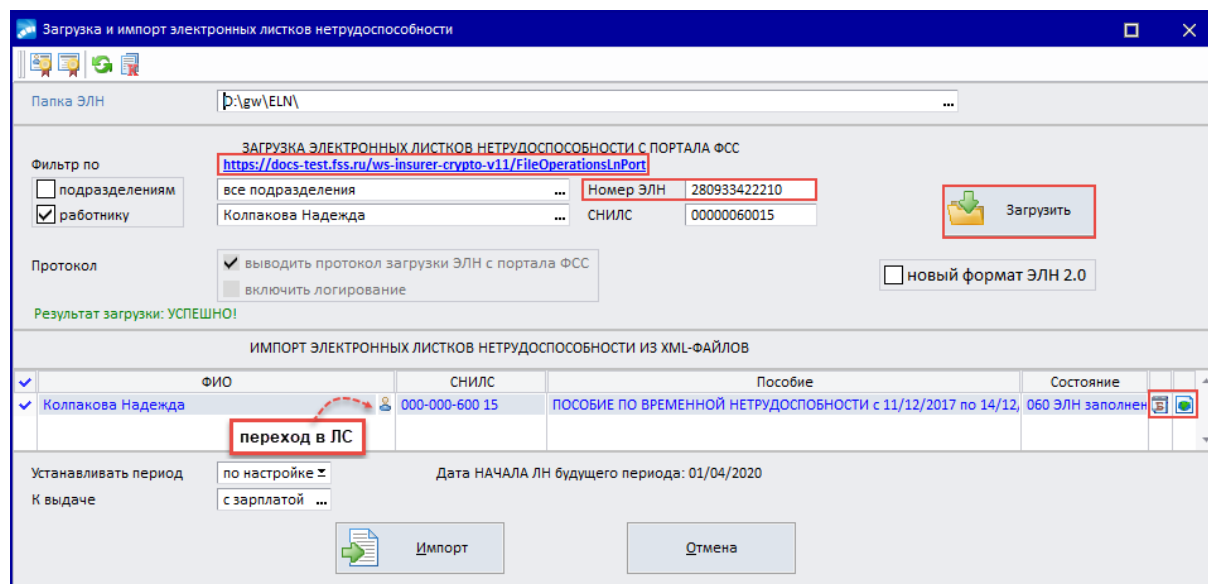 Загрузка и импорт электронных листков нетрудоспособности
Папка ЭЛН D:\gw\ELN\ ...
ЗАГРУЗКА ЭЛЕКТРОННЫХ ЛИСТКОВ НЕТРУДОСПОСОБНОСТИ С ПОРТАЛА ФСС
Фильтр по https://docs-test.fss.ru/ws-insurer-crypto-v11/FileOperationsLnPort
подразделениям все подразделения ... Номер ЭЛН 280933422210
работнику Колпакова Надежда ... СНИЛС 00000060015
Загрузить
Протокол выводить протокол загрузки ЭЛН с портала ФСС
включить логирование
новый формат ЭЛН 2.0
Результат загрузки: УСПЕШНО!
ИМПОРТ ЭЛЕКТРОННЫХ ЛИСТКОВ НЕТРУДОСПОСОБНОСТИ ИЗ XML-ФАЙЛОВ
ФИО СНИЛС Пособие Состояние
Колпакова Надежда 000-000-600 15 ПОСОБИЕ ПО ВРЕМЕННОЙ НЕТРУДОСПОБНОСТИ с 11/12/2017 по 14/12, 060 ЭЛН заполнен
переход в ЛС
Устанавливать период по настройке Дата НАЧАЛА ЛН будущего периода: 01/04/2020
К выдаче с зарплатой ...
Импорт Отмена